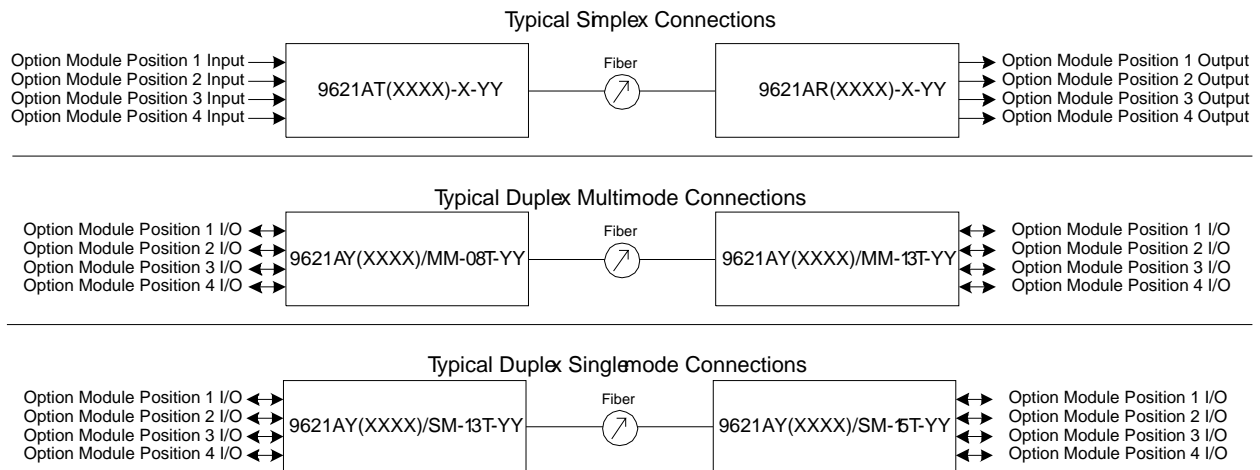 Typical Simplex Connections
Option Module Position 1 Input
Option Module Position 2 Input
Option Module Position 3 Input
Option Module Position 4 Input
9621AT(XXXX)-X-YY
Fiber
9621AR(XXXX)-X-YY
Option Module Position 1 Output
Option Module Position 2 Output
Option Module Position 3 Output
Option Module Position 4 Output
Typical Duplex Multimode Connections
Option Module Position 1 I/O
Option Module Position 2 I/O
Option Module Position 3 I/O
Option Module Position 4 I/O
9621AY(XXXX)/MM-08T-YY
Fiber
9621AY(XXXX)/MM-13T-YY
Option Module Position 1 I/O
Option Module Position 2 I/O
Option Module Position 3 I/O
Option Module Position 4 I/O
Typical Duplex Singlemode Connections
Option Module Position 1 I/O
Option Module Position 2 I/O
Option Module Position 3 I/O
Option Module Position 4 I/O
9621AY(XXXX)/SM-13T-YY
Fiber
9621AY(XXXX)/SM-15T-YY
Option Module Position 1 I/O
Option Module Position 2 I/O
Option Module Position 3 I/O
Option Module Position 4 I/O